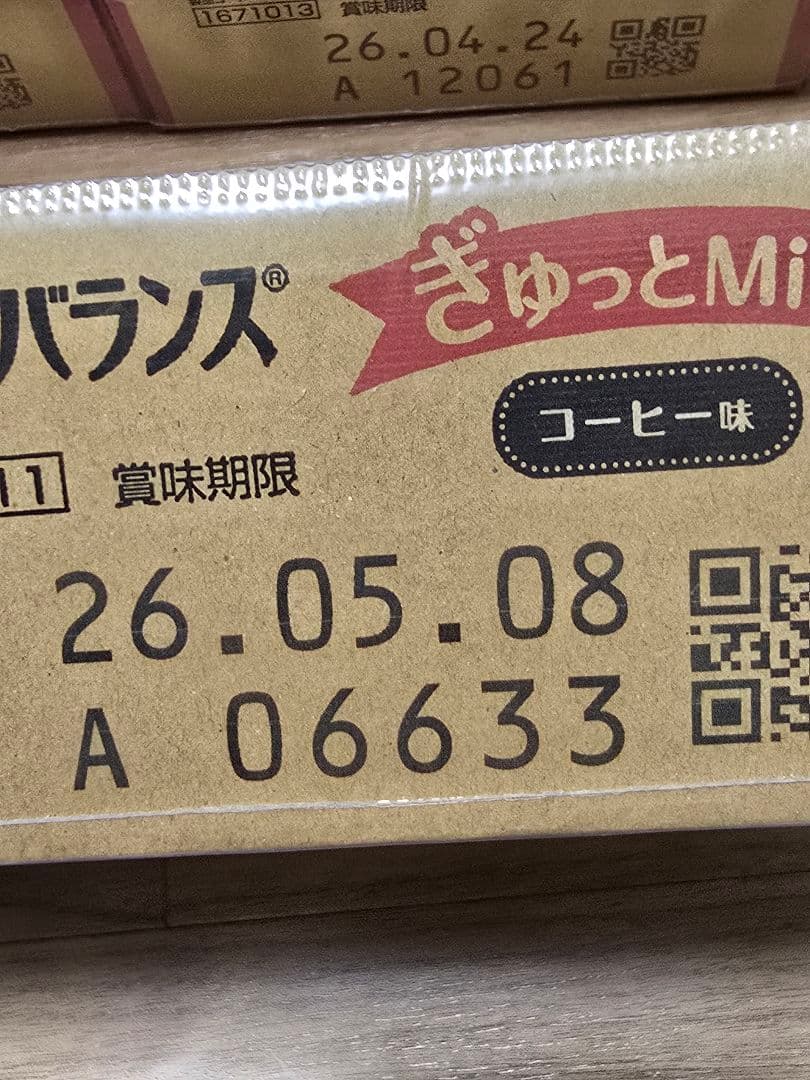 1671013 賞味期限
26.04.24
A 12061
バランス® ぎゅっとMi
コーヒー味
11 賞味期限
26.05.08
A 06633